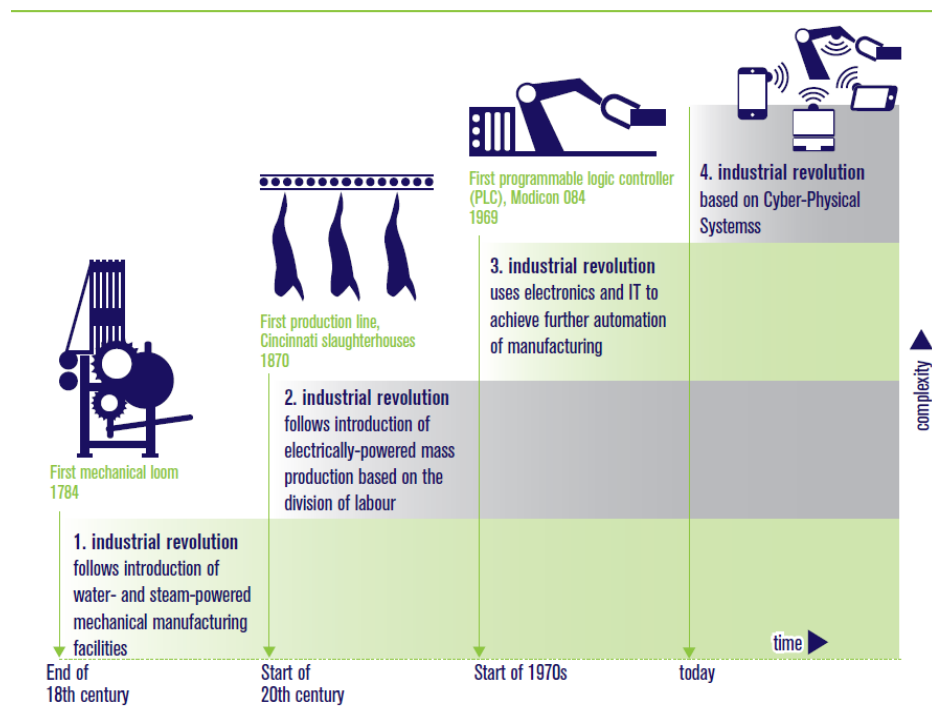 First mechanical loom
1784
1. industrial revolution
follows introduction of
water- and steam-powered
mechanical manufacturing
facilities
End of
18th century
First production line,
Cincinnati slaughterhouses
1870
2. industrial revolution
follows introduction of
electrically-powered mass
production based on the
division of labour
Start of
20th century
First programmable logic controller
(PLC), Modicon 084
1969
3. industrial revolution
uses electronics and IT to
achieve further automation
of manufacturing
Start of 1970s
4. industrial revolution
based on Cyber-Physical
Systemss
today
time
complexity